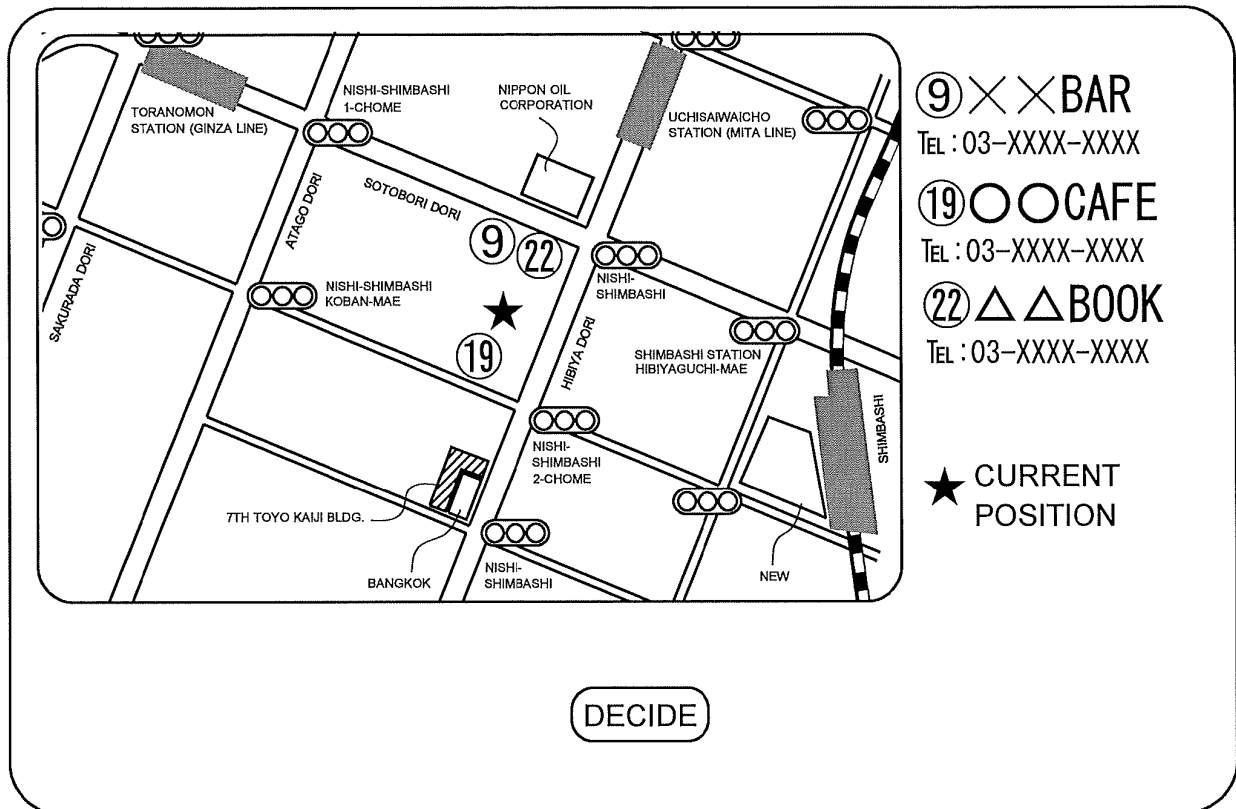 TORANOMON
STATION (GINZA LINE)
NISHI-SHIMBASHI
1-CHOME
NIPPON OIL
CORPORATION
UCHISAIWAICHO
STATION (MITA LINE)
SOTOBORI DORI
ATAGO DORI
SAKURADA DORI
9
22
NISHI-SHIMBASHI
KOBAN-MAE
★
19
NISHI-
SHIMBASHI
HIBIYA DORI
SHIMBASHI STATION
HIBIYAGUCHI-MAE
SHIMBASHI
NISHI-
SHIMBASHI
2-CHOME
7TH TOYO KAIJI BLDG.
BANGKOK
NISHI-
SHIMBASHI
NEW
⑨××BAR
TEL:03-XXXX-XXXX
⑲○○CAFE
TEL:03-XXXX-XXXX
㉒△△BOOK
TEL:03-XXXX-XXXX
★ CURRENT
POSITION
DECIDE